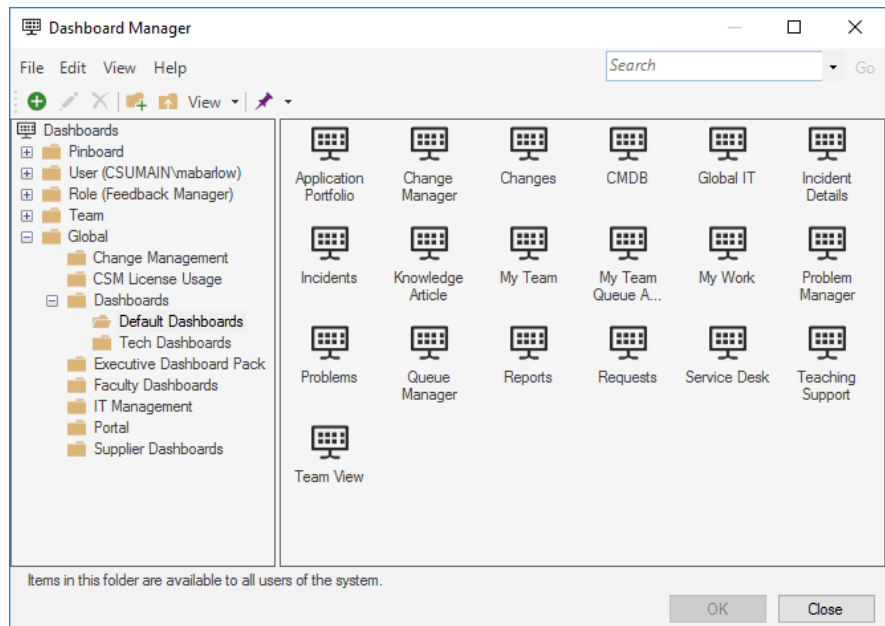 Dashboard Manager
File Edit View Help
Search
Go
View
Dashboards
Pinboard
User (CSUMAIN\mabarlow)
Role (Feedback Manager)
Team
Global
Change Management
CSM License Usage
Dashboards
Default Dashboards
Tech Dashboards
Executive Dashboard Pack
Faculty Dashboards
IT Management
Portal
Supplier Dashboards
Application
Portfolio
Change
Manager
Changes
CMDB
Global IT
Incident
Details
Incidents
Knowledge
Article
My Team
My Team
Queue A...
My Work
Problem
Manager
Problems
Queue
Manager
Reports
Requests
Service Desk
Teaching
Support
Team View
Items in this folder are available to all users of the system.
OK
Close